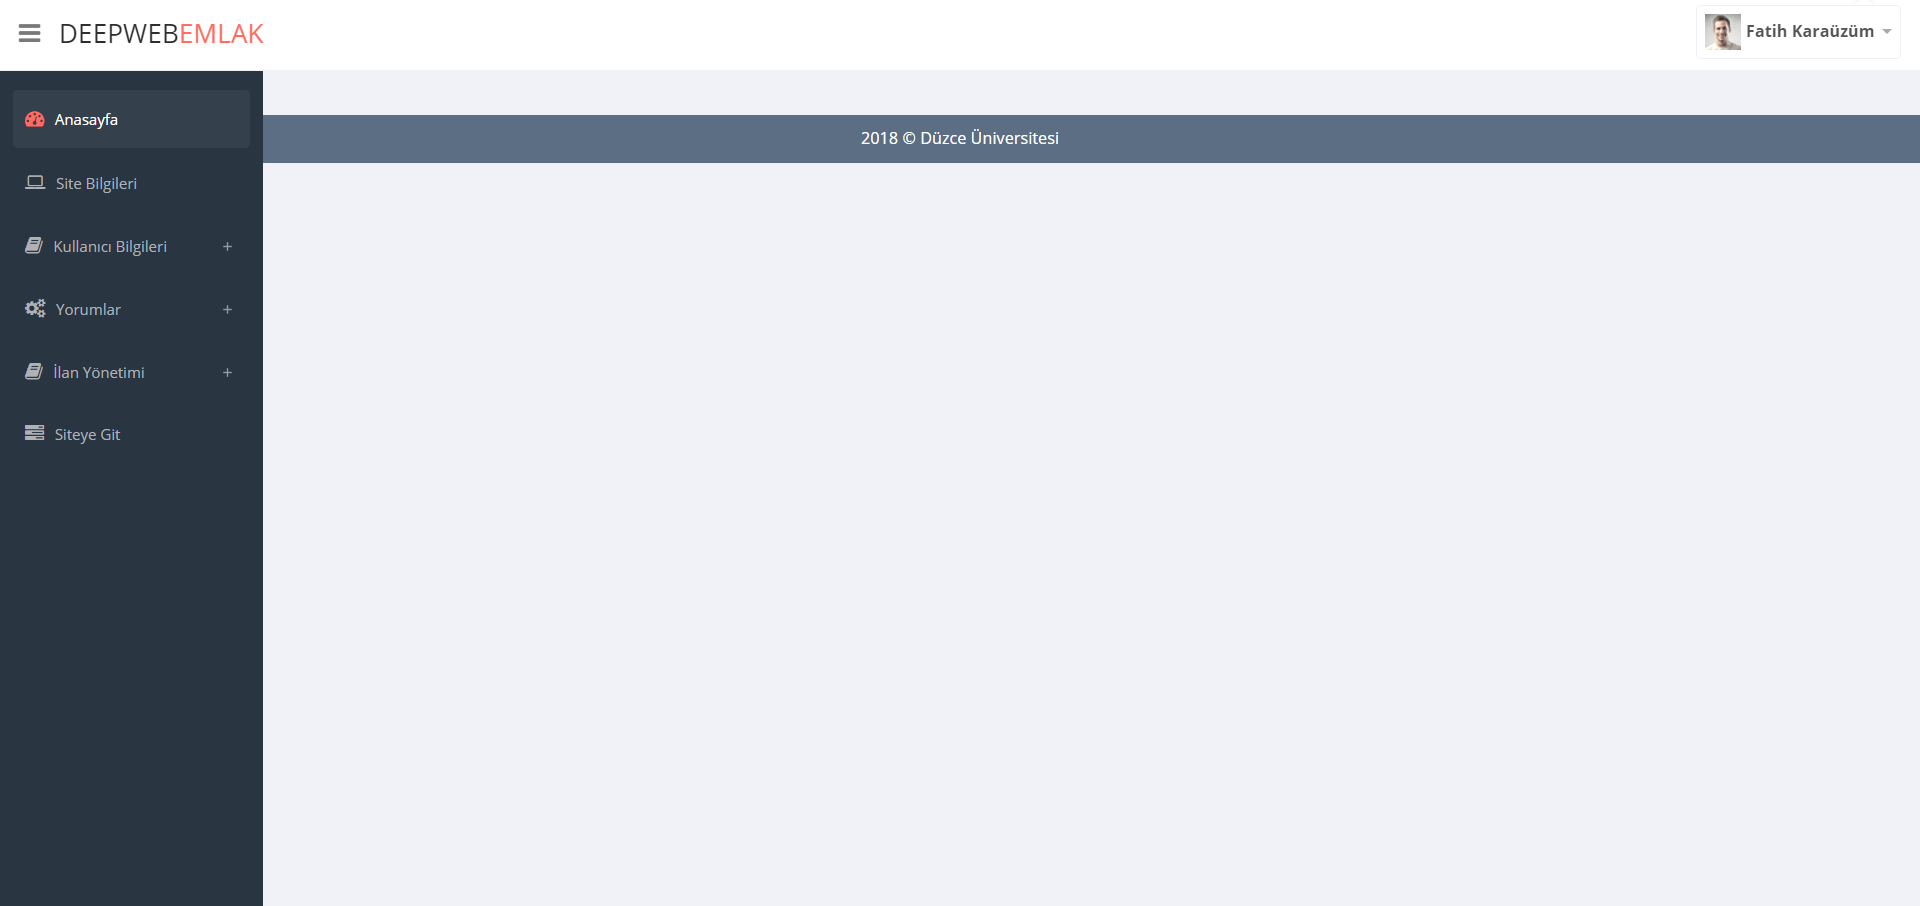 DEEPWEBEMLAK
Fatih Karaüzüm
Anasayfa
2018 © Düzce Üniversitesi
Site Bilgileri
Kullanıcı Bilgileri +
Yorumlar +
İlan Yönetimi +
Siteye Git